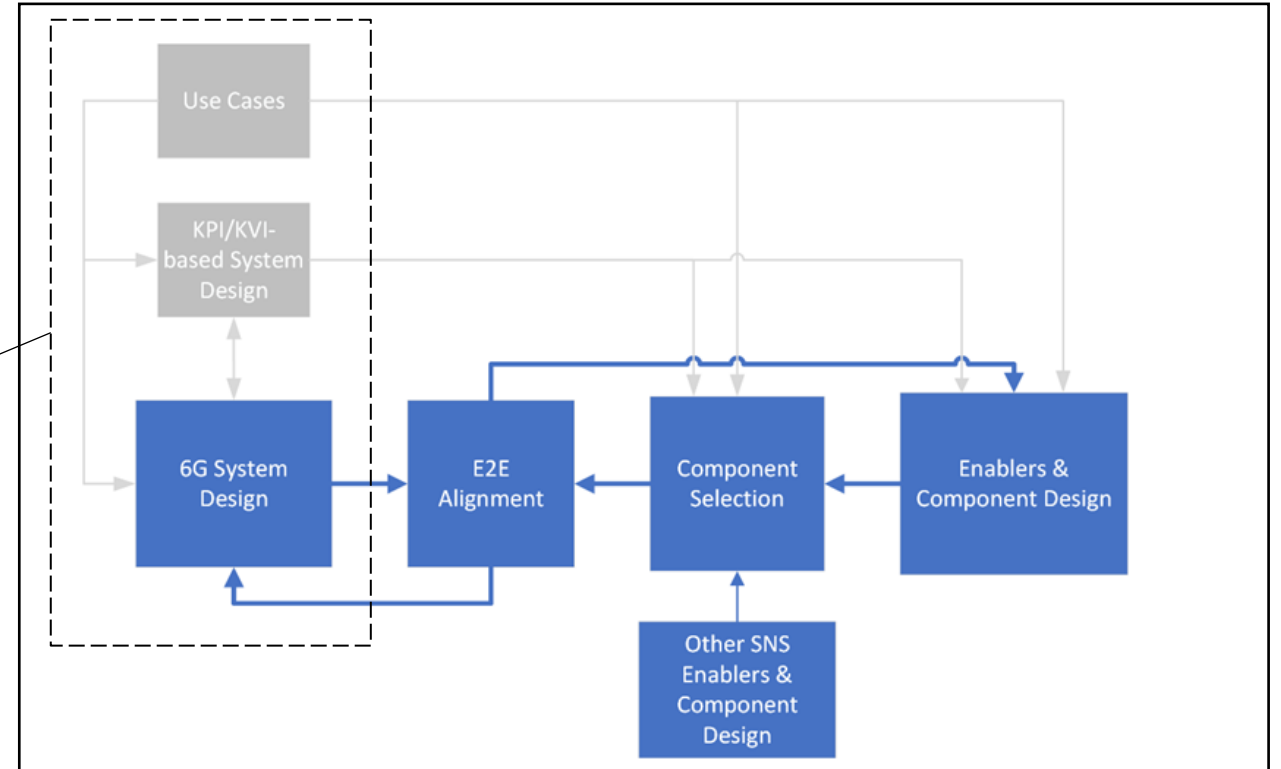 Use Cases
KPI/KVI-
based System
Design
6G System
Design
E2E
Alignment
Component
Selection
Enablers &
Component Design
Other SNS
Enablers &
Component
Design